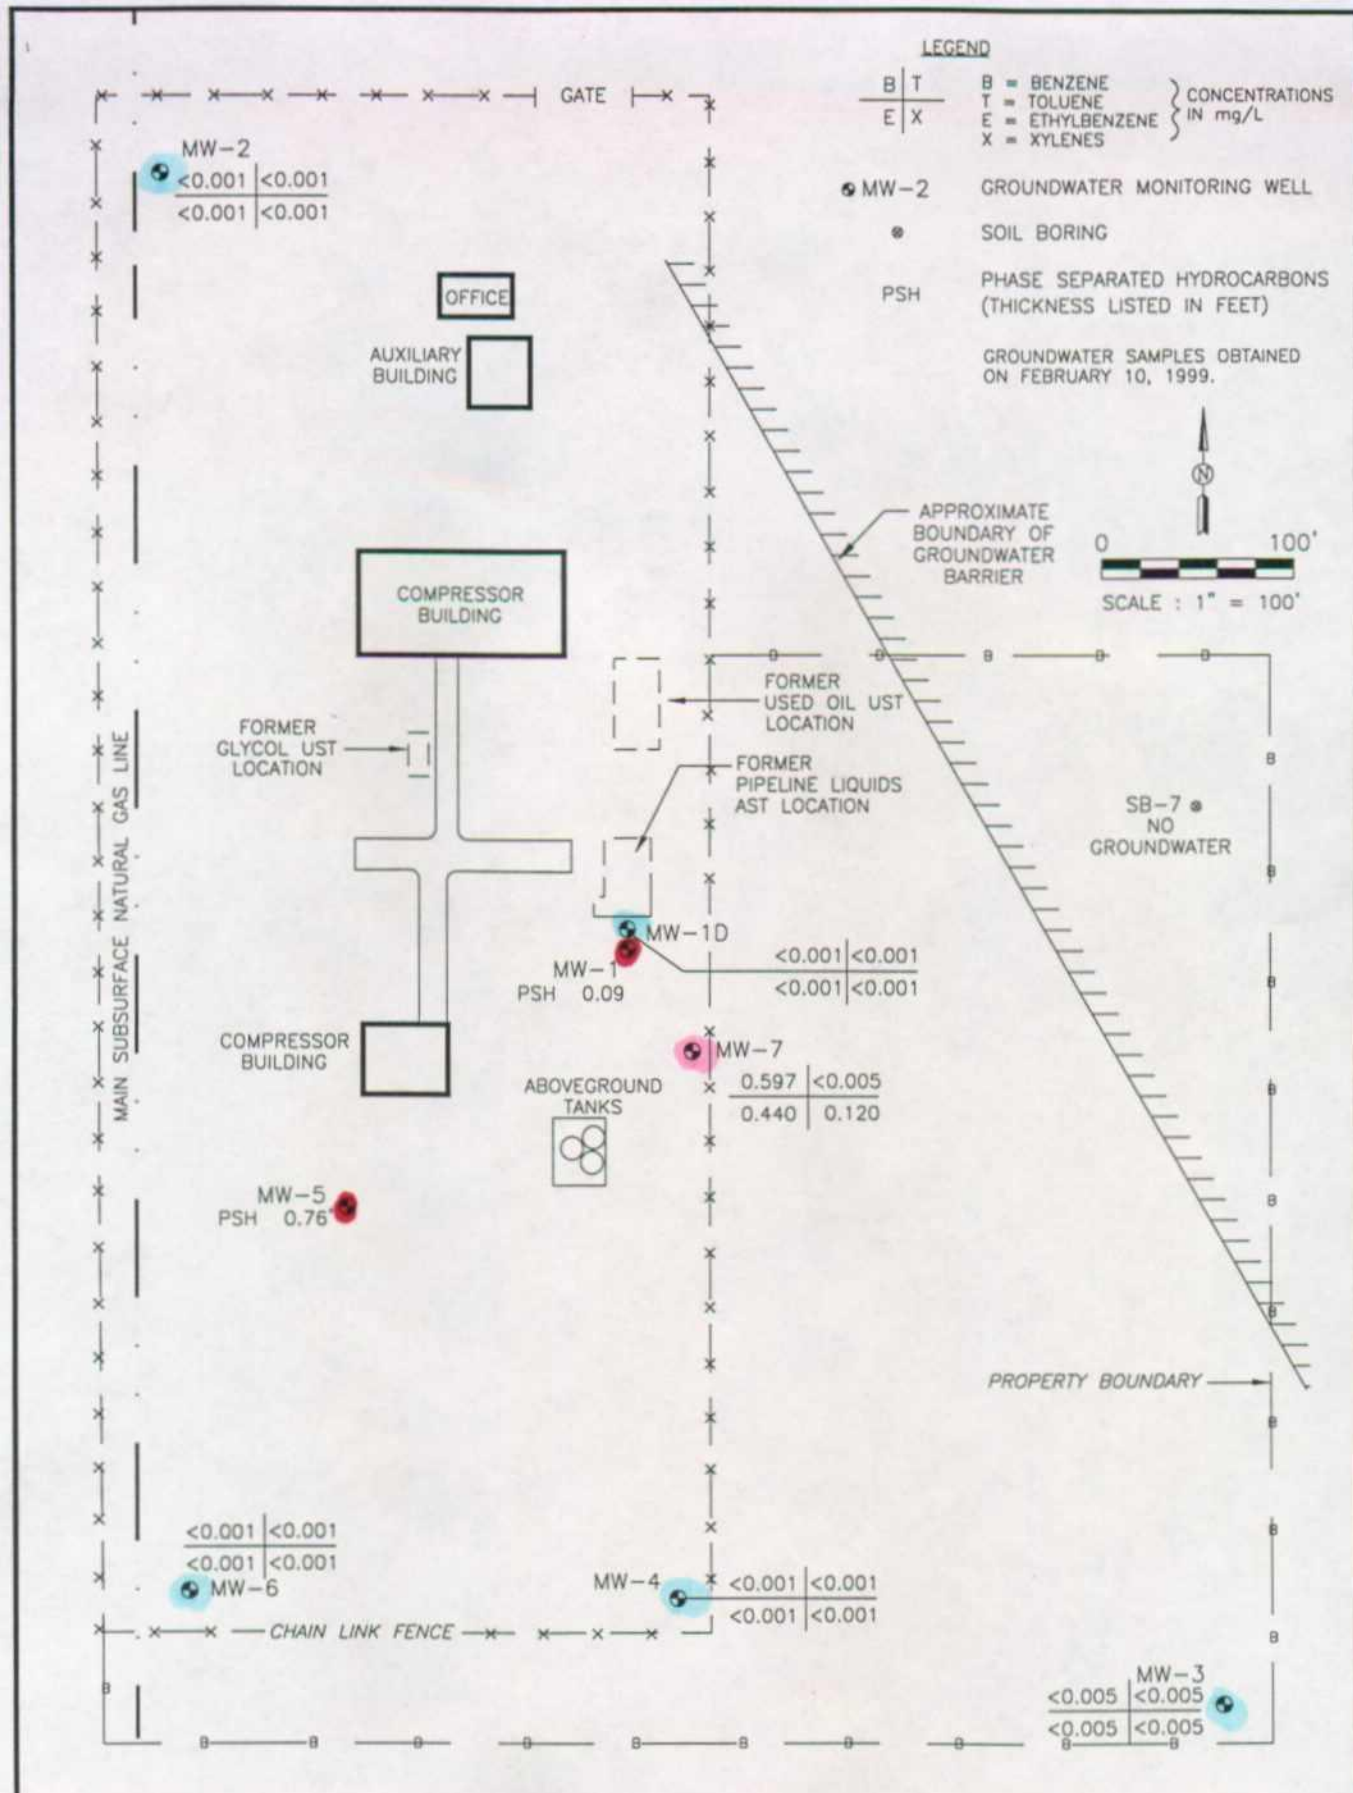 LEGEND
B | T
E | X
B = BENZENE
T = TOLUENE
E = ETHYLBENZENE
X = XYLENES
CONCENTRATIONS
IN mg/L
MW-2
GROUNDWATER MONITORING WELL
SOIL BORING
PSH
PHASE SEPARATED HYDROCARBONS
(THICKNESS LISTED IN FEET)
GROUNDWATER SAMPLES OBTAINED
ON FEBRUARY 10, 1999.
N
0 100'
SCALE : 1" = 100'
GATE
MW-2
<0.001 | <0.001
<0.001 | <0.001
OFFICE
AUXILIARY
BUILDING
APPROXIMATE
BOUNDARY OF
GROUNDWATER
BARRIER
COMPRESSOR
BUILDING
FORMER
USED OIL UST
LOCATION
FORMER
GLYCOL UST
LOCATION
FORMER
PIPELINE LIQUIDS
AST LOCATION
MAIN SUBSURFACE NATURAL GAS LINE
SB-7
NO
GROUNDWATER
MW-1D
<0.001 | <0.001
<0.001 | <0.001
MW-1
PSH 0.09
COMPRESSOR
BUILDING
MW-7
0.597 | <0.005
0.440 | 0.120
ABOVEGROUND
TANKS
MW-5
PSH 0.76'
PROPERTY BOUNDARY
<0.001 | <0.001
<0.001 | <0.001
MW-6
MW-4
<0.001 | <0.001
<0.001 | <0.001
CHAIN LINK FENCE
MW-3
<0.005 | <0.005
<0.005 | <0.005